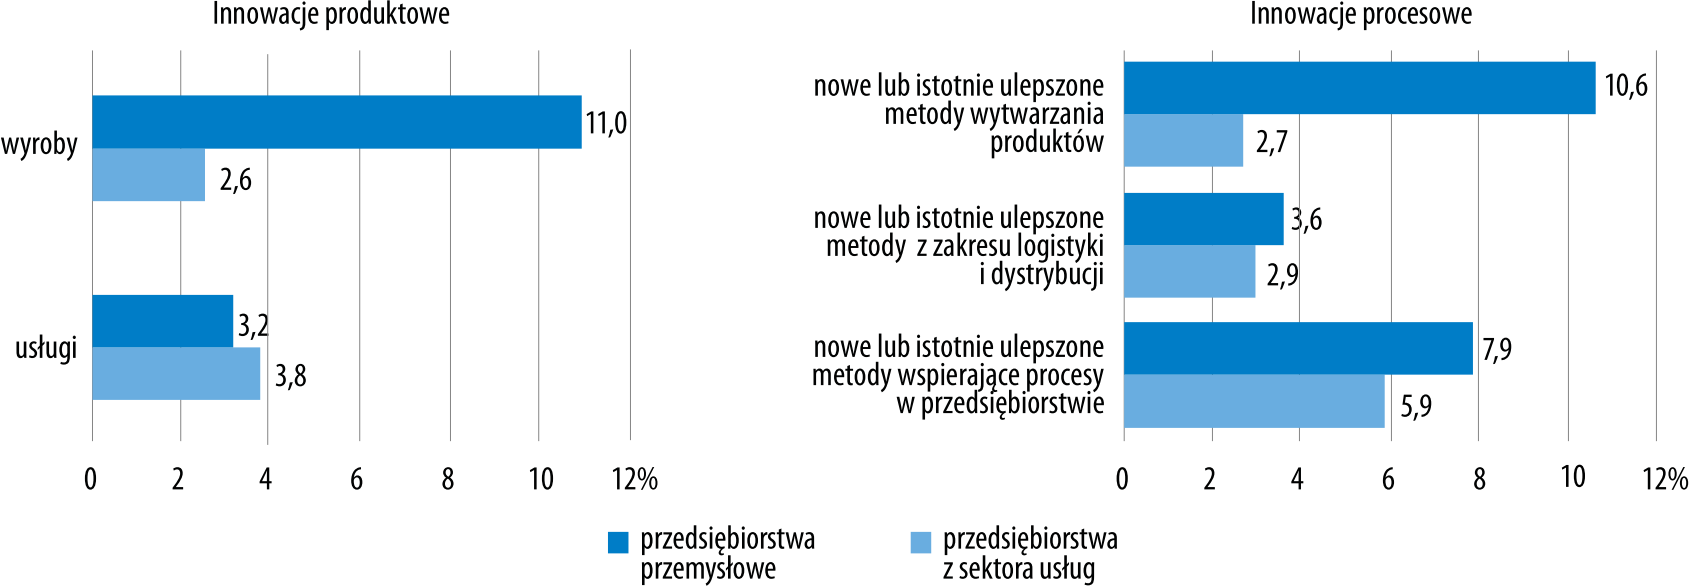 Innowacje produktowe
wyroby
11,0
2,6
usługi
3,2
3,8
0 2 4 6 8 10 12%
Innowacje procesowe
nowe lub istotnie ulepszone
metody wytwarzania
produktów
10,6
2,7
nowe lub istotnie ulepszone
metody z zakresu logistyki
i dystrybucji
3,6
2,9
nowe lub istotnie ulepszone
metody wspierające procesy
w przedsiębiorstwie
7,9
5,9
0 2 4 6 8 10 12%
przedsiębiorstwa
przemysłowe
przedsiębiorstwa
z sektora usług